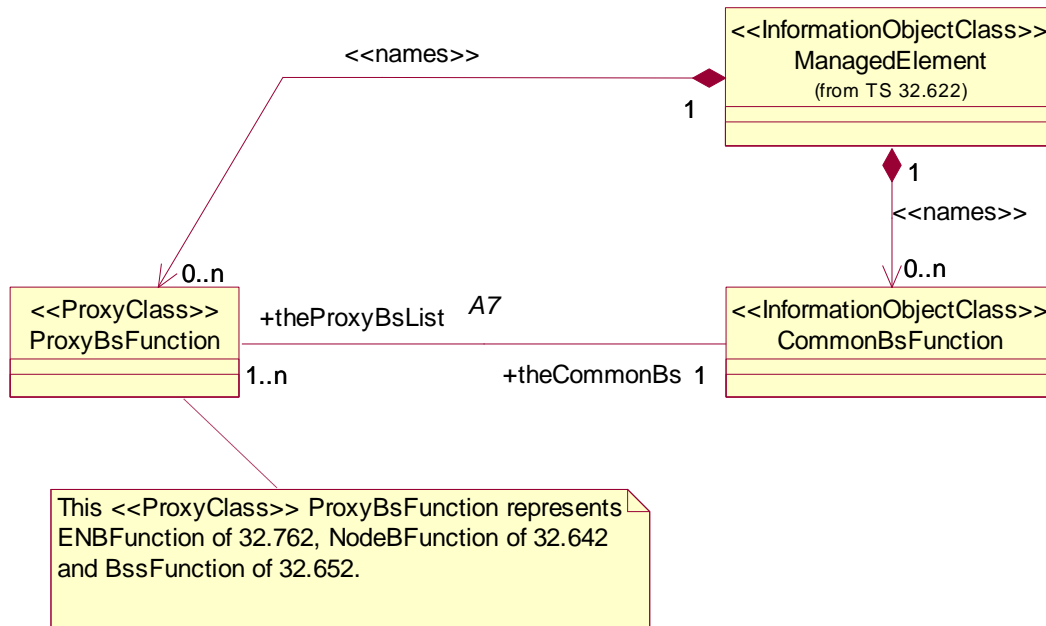 <<InformationObjectClass>>
ManagedElement
(from TS 32.622)
<<names>>
1
1
<<names>>
0..n
0..n
<<ProxyClass>>
ProxyBsFunction
+theProxyBsList
A7
<<InformationObjectClass>>
CommonBsFunction
1..n
+theCommonBs
1
This <<ProxyClass>> ProxyBsFunction represents
ENBFunction of 32.762, NodeBFunction of 32.642
and BssFunction of 32.652.